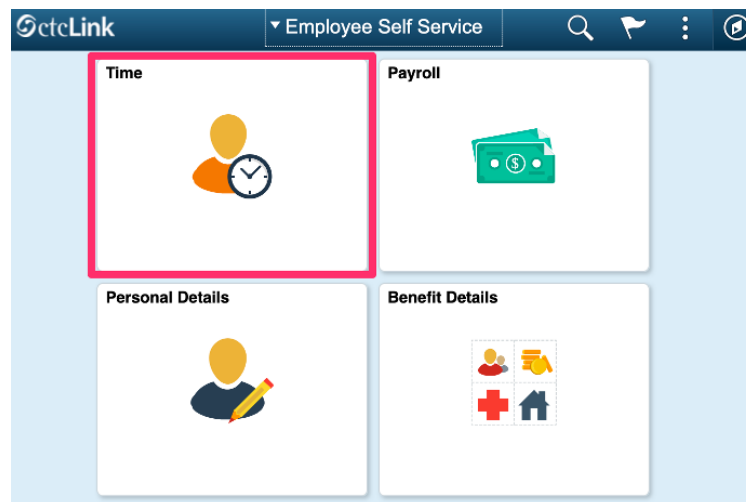 ctcLink
Employee Self Service
Time
Payroll
$
Personal Details
Benefit Details